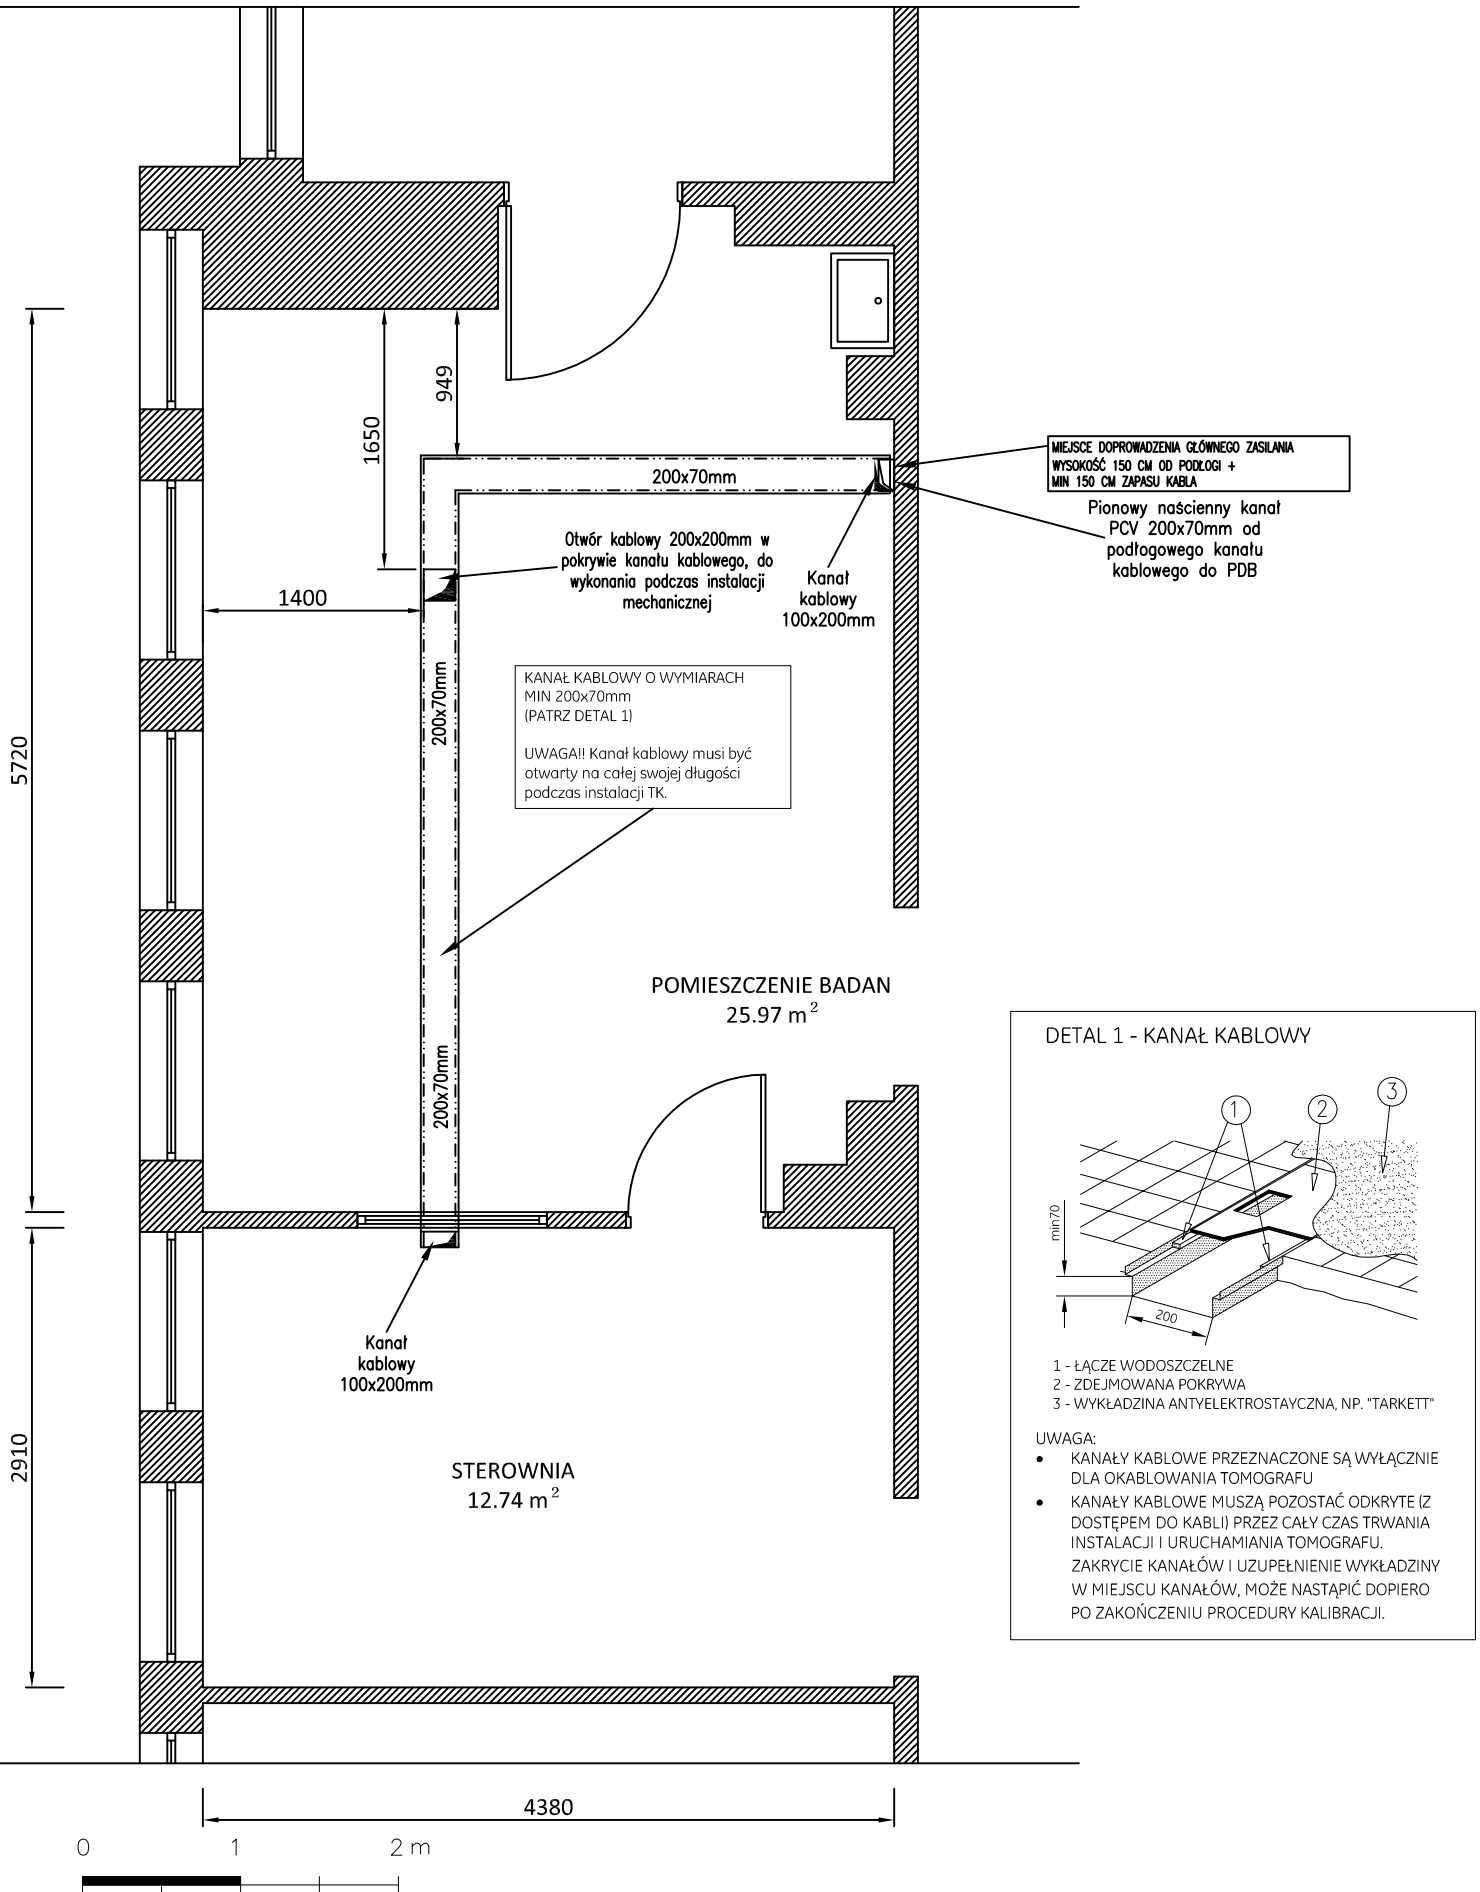 949
1650
200x70mm
MIEJSCE DOPROWADZENIA GŁÓWNEGO ZASILANIA
WYSOKOŚĆ 150 CM OD PODŁOGI +
MIN 150 CM ZAPASU KABLA
Pionowy naścienny kanał
PCV 200x70mm od
podłogowego kanału
kablowego do PDB
Otwór kablowy 200x200mm w
pokrywie kanału kablowego, do
wykonania podczas instalacji
mechanicznej
Kanał
kablowy
100x200mm
1400
200x70mm
KANAŁ KABLOWY O WYMIARACH
MIN 200x70mm
(PATRZ DETAL 1)
UWAGA!! Kanał kablowy musi być
otwarty na całej swojej długości
podczas instalacji TK.
5720
POMIESZCZENIE BADAN
25.97 m²
200x70mm
DETAL 1 - KANAŁ KABLOWY
1
2
3
min70
200
1 - ŁĄCZE WODOSZCZELNE
2 - ZDEJMOWANA POKRYWA
3 - WYKŁADZINA ANTYELEKTROSTAYCZNA, NP. "TARKETT"
UWAGA:
• KANAŁY KABLOWE PRZEZNACZONE SĄ WYŁĄCZNIE
DLA OKABLOWANIA TOMOGRAFU
• KANAŁY KABLOWE MUSZĄ POZOSTAĆ ODKRYTE (Z
DOSTĘPEM DO KABLI) PRZEZ CAŁY CZAS TRWANIA
INSTALACJI I URUCHAMIANIA TOMOGRAFU.
ZAKRYCIE KANAŁÓW I UZUPEŁNIENIE WYKŁADZINY
W MIEJSCU KANAŁÓW, MOŻE NASTĄPIĆ DOPIERO
PO ZAKOŃCZENIU PROCEDURY KALIBRACJI.
Kanał
kablowy
100x200mm
2910
STEROWNIA
12.74 m²
4380
0 1 2 m